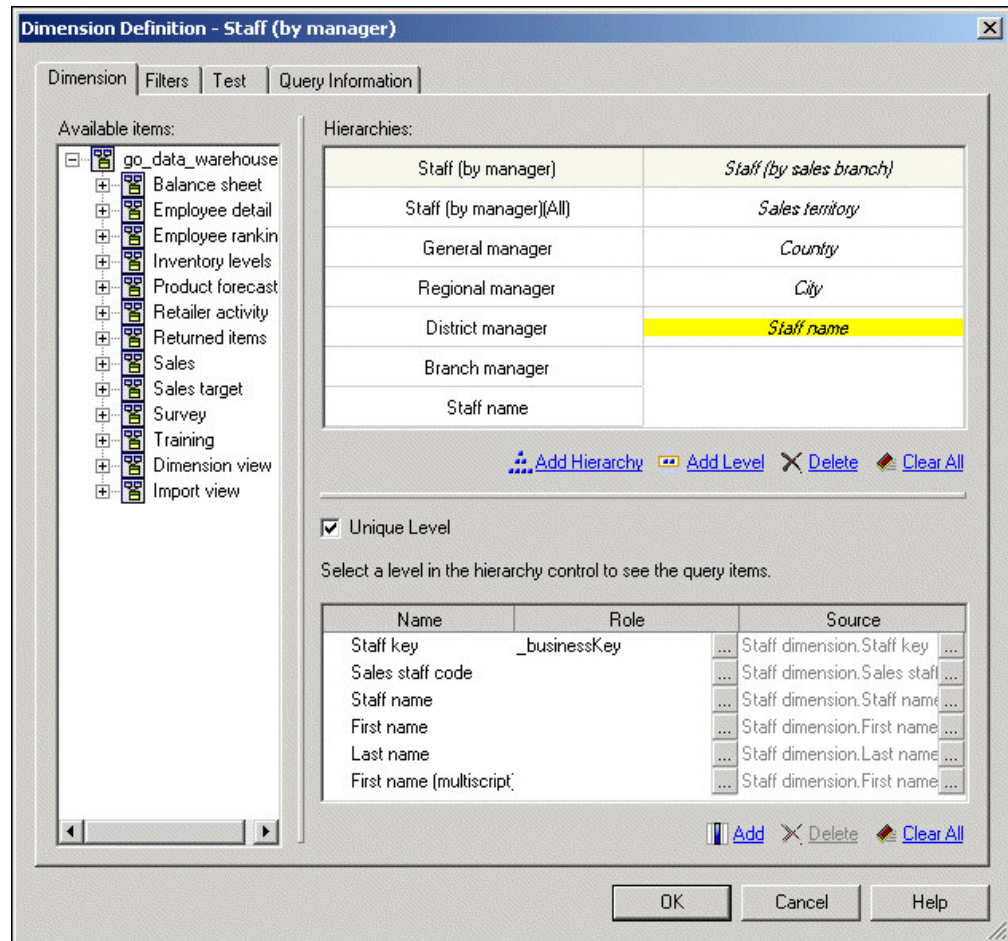 Dimension Definition - Staff (by manager)
Dimension Filters Test Query Information
Available items:
go_data_warehouse
Balance sheet
Employee detail
Employee rankin
Inventory levels
Product forecast
Retailer activity
Returned items
Sales
Sales target
Survey
Training
Dimension view
Import view
Hierarchies:
Staff (by manager) Staff (by sales branch)
Staff (by manager)(All) Sales territory
General manager Country
Regional manager City
District manager Staff name
Branch manager
Staff name
Add Hierarchy Add Level Delete Clear All
Unique Level
Select a level in the hierarchy control to see the query items.
Name Role Source
Staff key _businessKey ... Staff dimension.Staff key ...
Sales staff code ... Staff dimension.Sales staff ...
Staff name ... Staff dimension.Staff name ...
First name ... Staff dimension.First name ...
Last name ... Staff dimension.Last name ...
First name (multiscript) ... Staff dimension.First name ...
Add Delete Clear All
OK Cancel Help